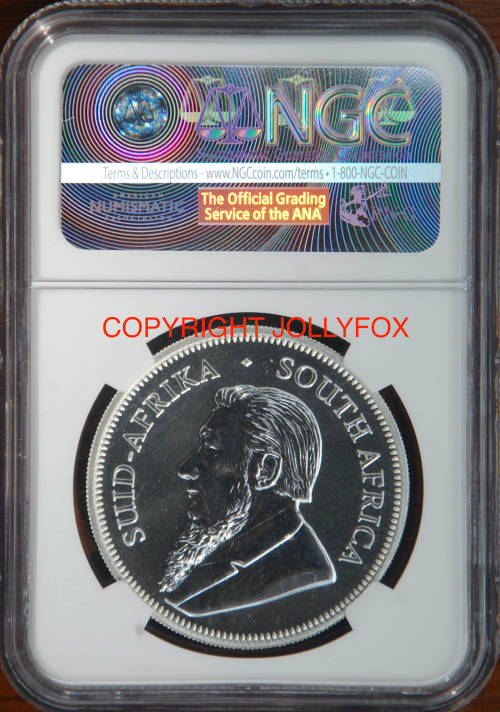 NGC
Terms & Descriptions - www.NGCcoin.com/terms • 1-800-NGC-COIN
NUMISMATIC
The Official Grading
Service of the ANA
COPYRIGHT JOLLYFOX
SUID-AFRIKA • SOUTH AFRICA